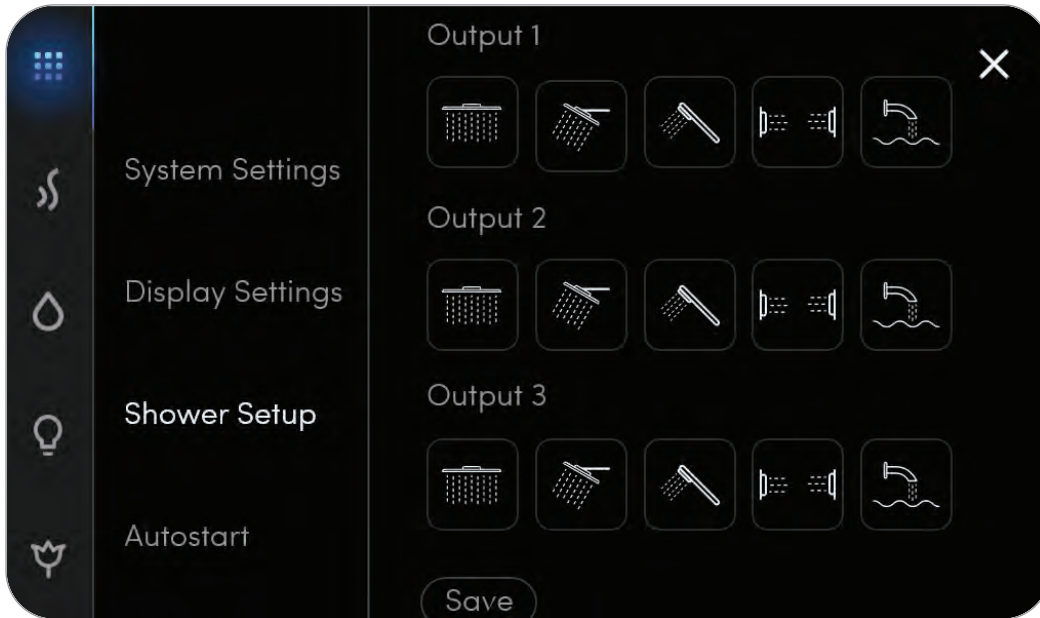 System Settings
Display Settings
Shower Setup
Autostart
Output 1
Output 2
Output 3
Save